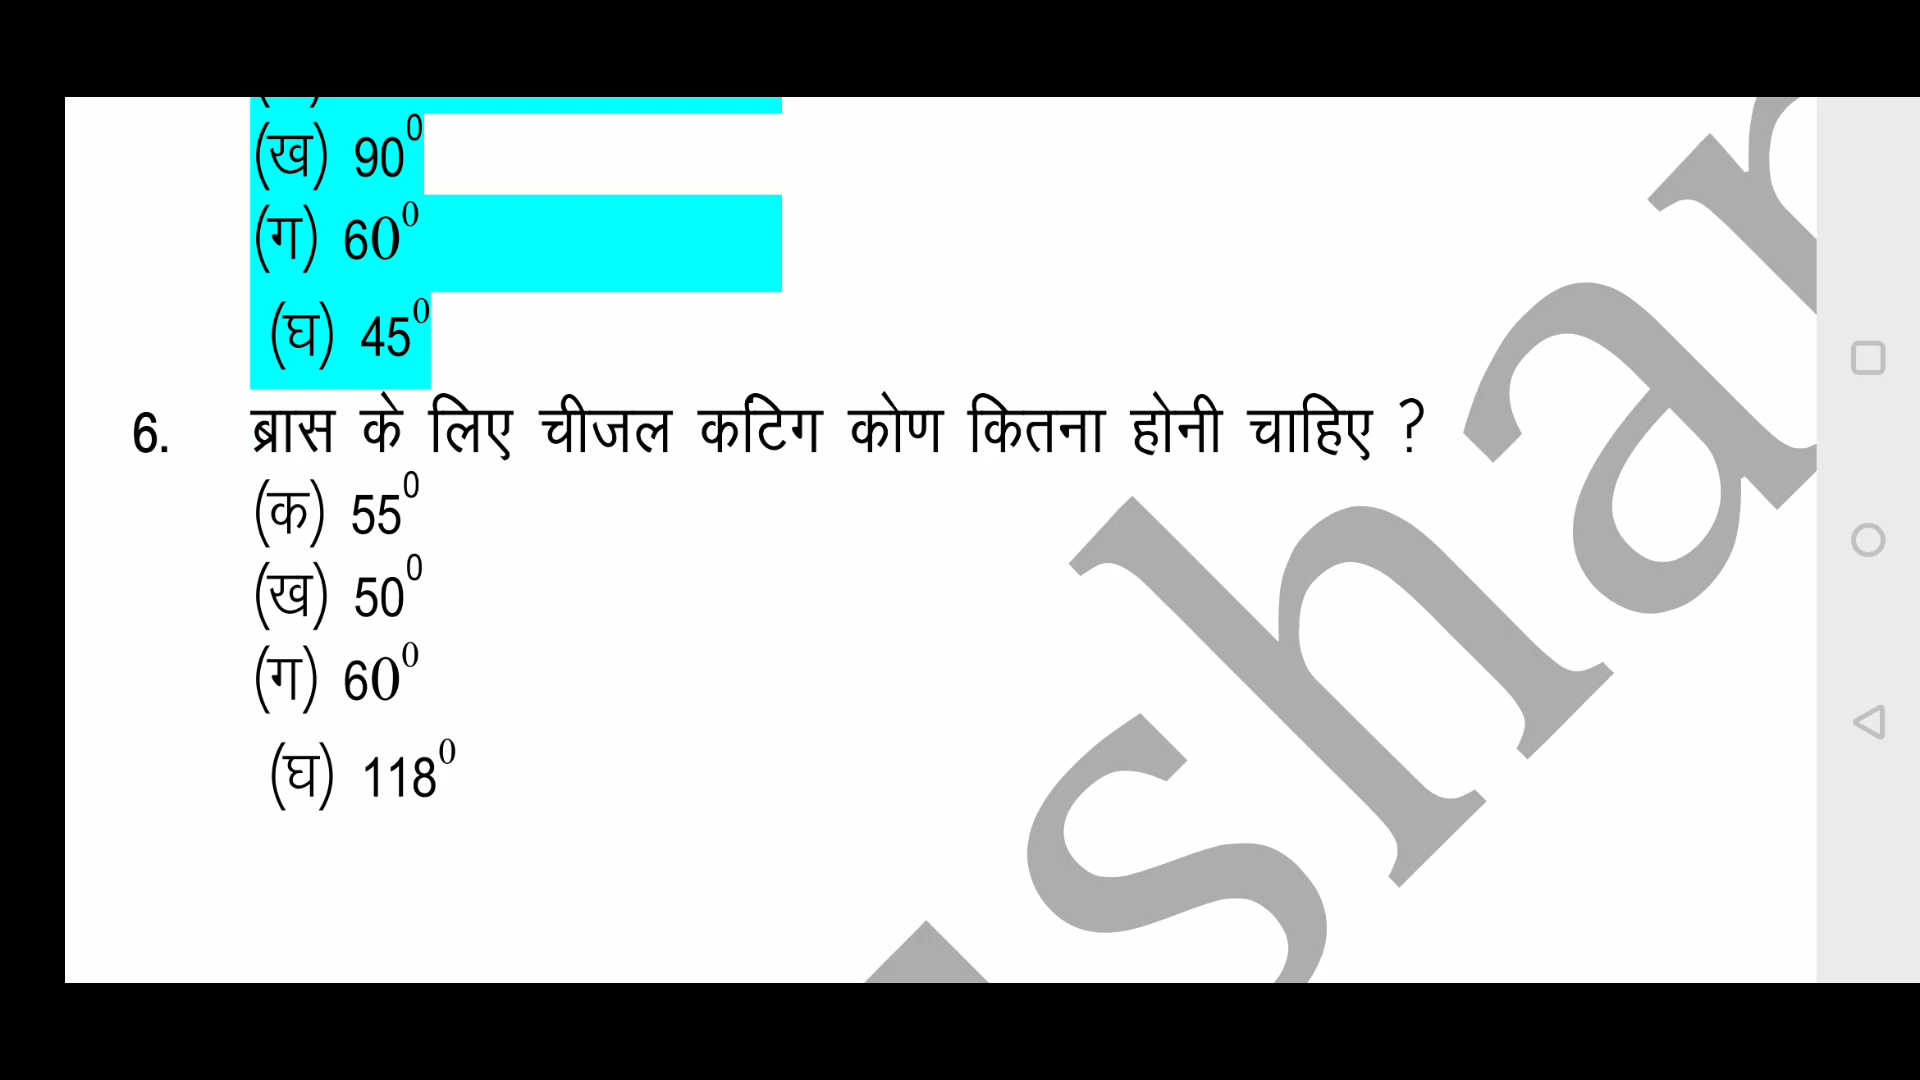 (ख) 90⁰
(ग) 60⁰
(घ) 45⁰
6. ब्रास के लिए चीजल कटिग कोण कितना होनी चाहिए ?
(क) 55⁰
(ख) 50⁰
(ग) 60⁰
(घ) 118⁰